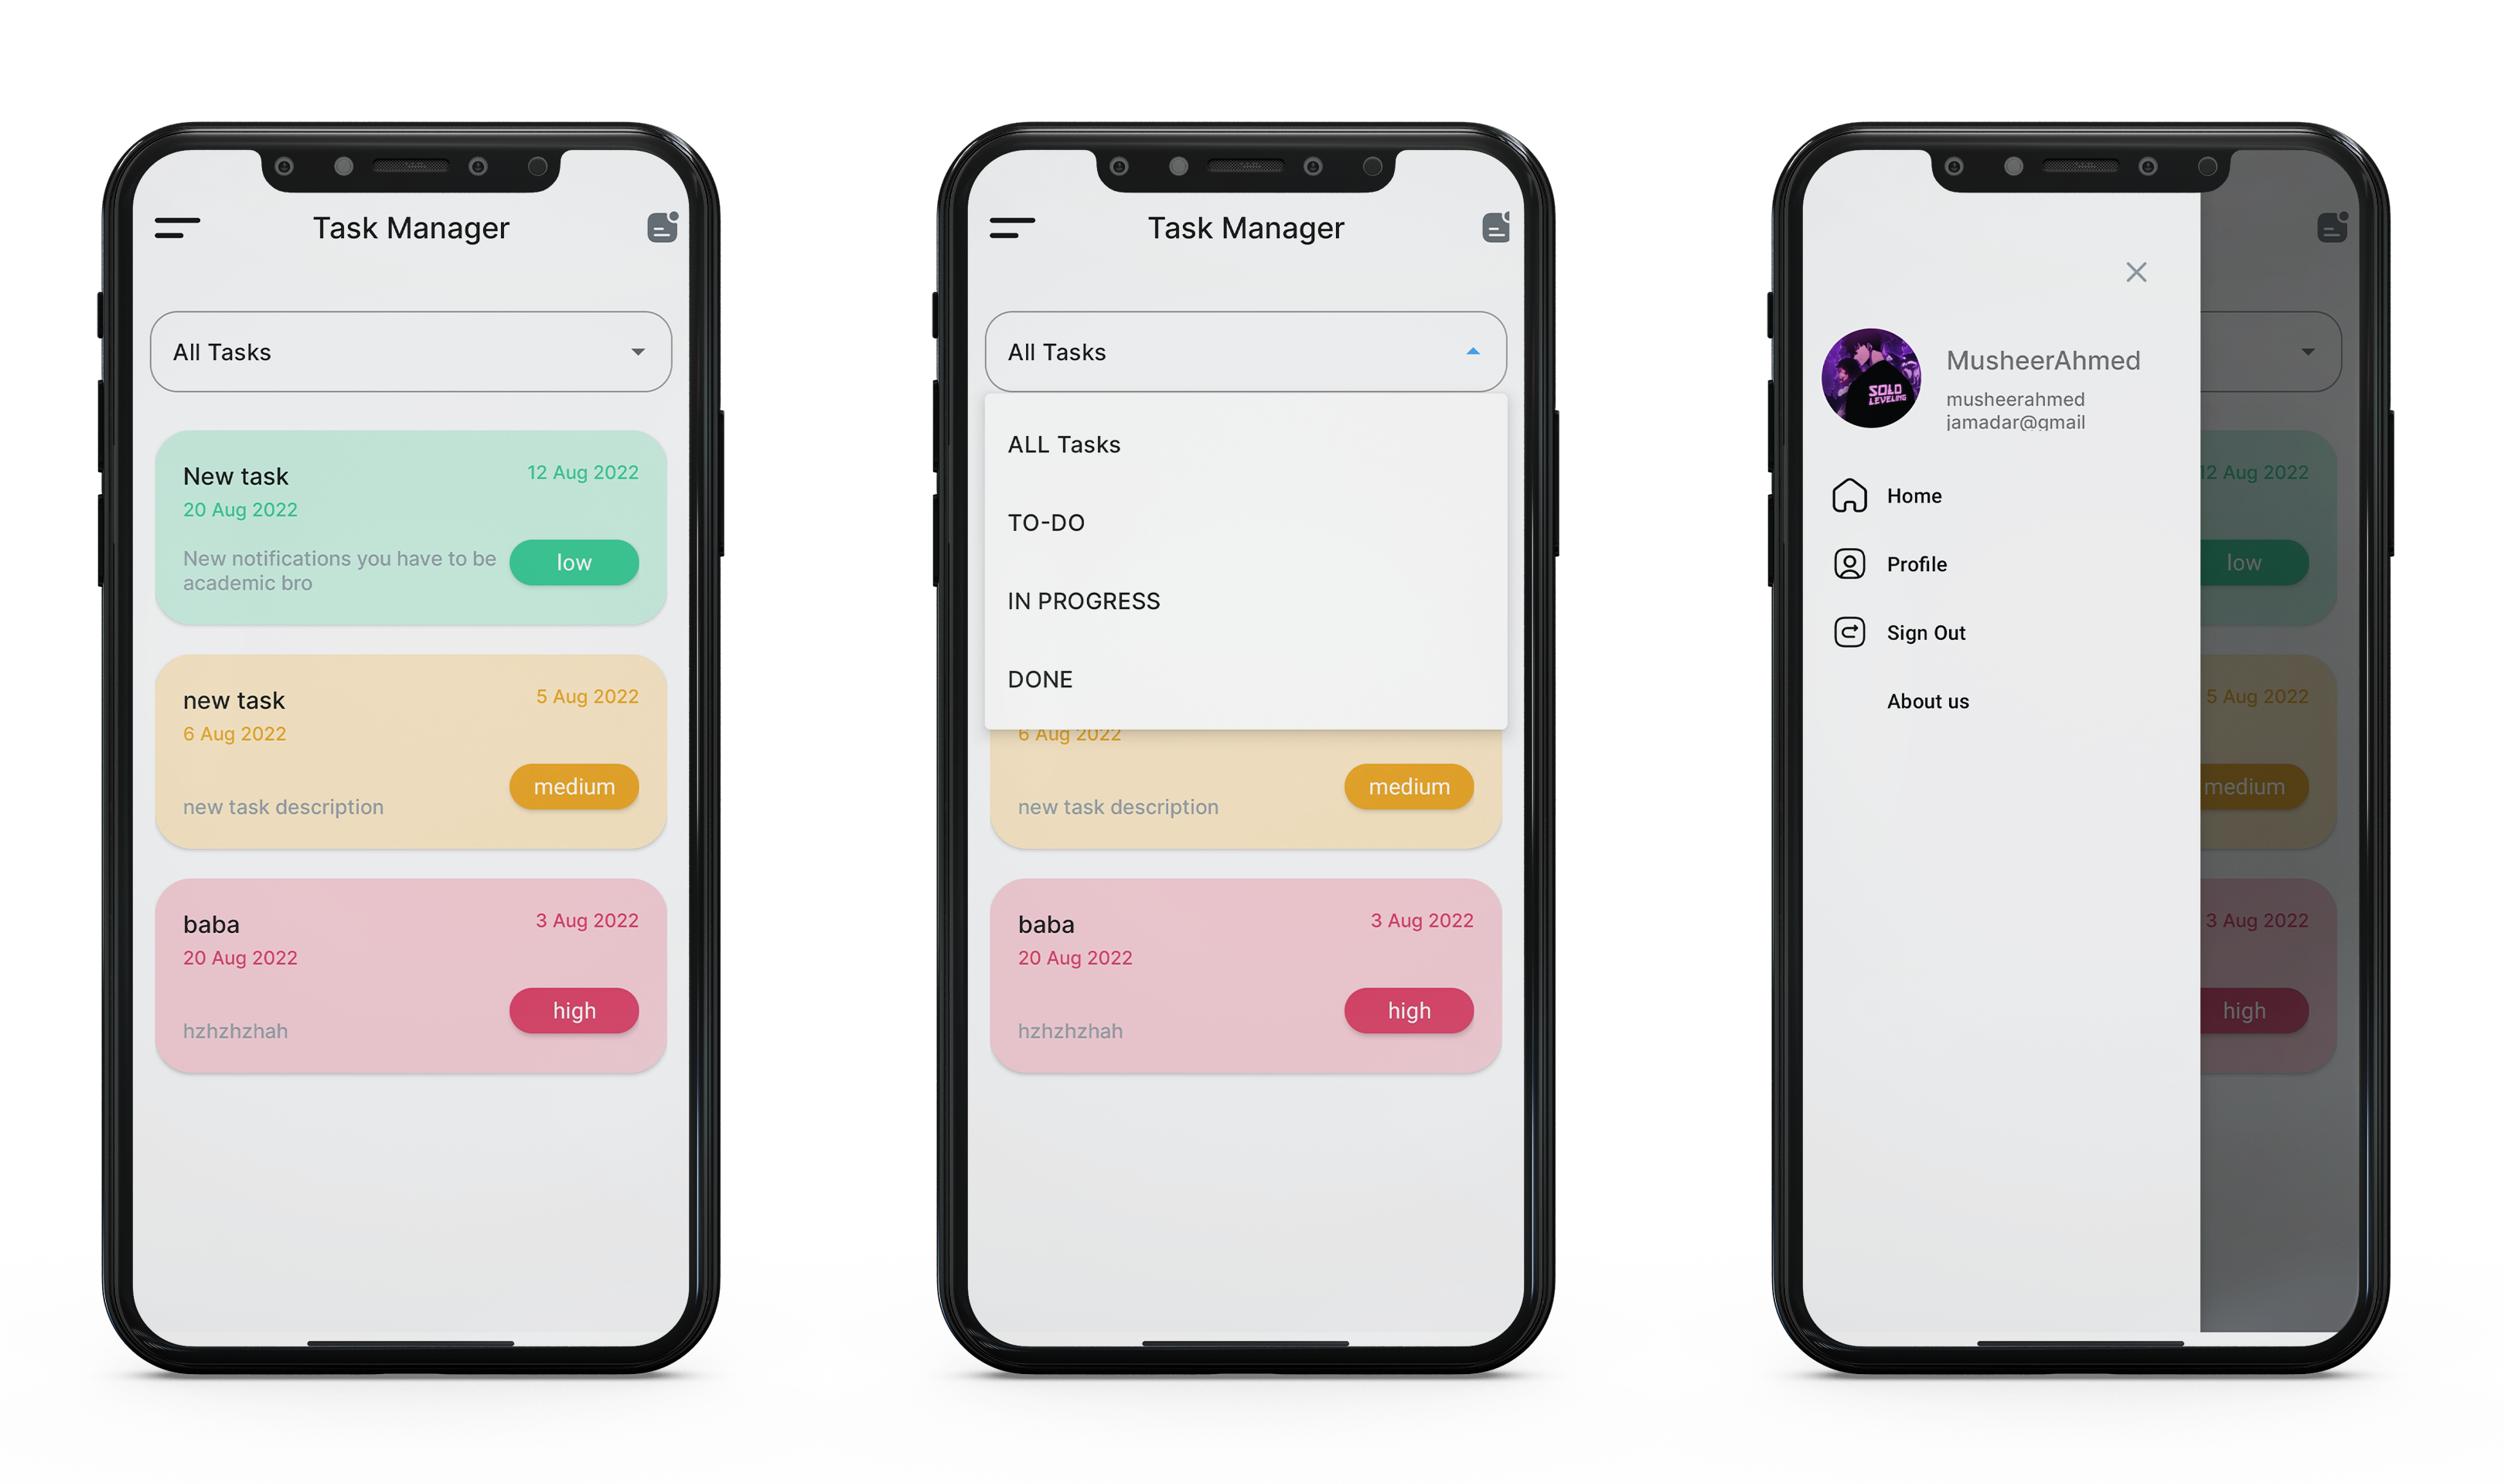 Task Manager
All Tasks
New task
12 Aug 2022
20 Aug 2022
New notifications you have to be
academic bro
low
new task
5 Aug 2022
6 Aug 2022
medium
new task description
baba
3 Aug 2022
20 Aug 2022
high
hzhzhzhah
Task Manager
All Tasks
ALL Tasks
TO-DO
IN PROGRESS
DONE
6 Aug 2022
medium
new task description
baba
3 Aug 2022
20 Aug 2022
high
hzhzhzhah
SOLO
LEVELING
MusheerAhmed
musheerahmed
jamadar@gmail
Home
Profile
Sign Out
About us
12 Aug 2022
low
5 Aug 2022
medium
3 Aug 2022
high